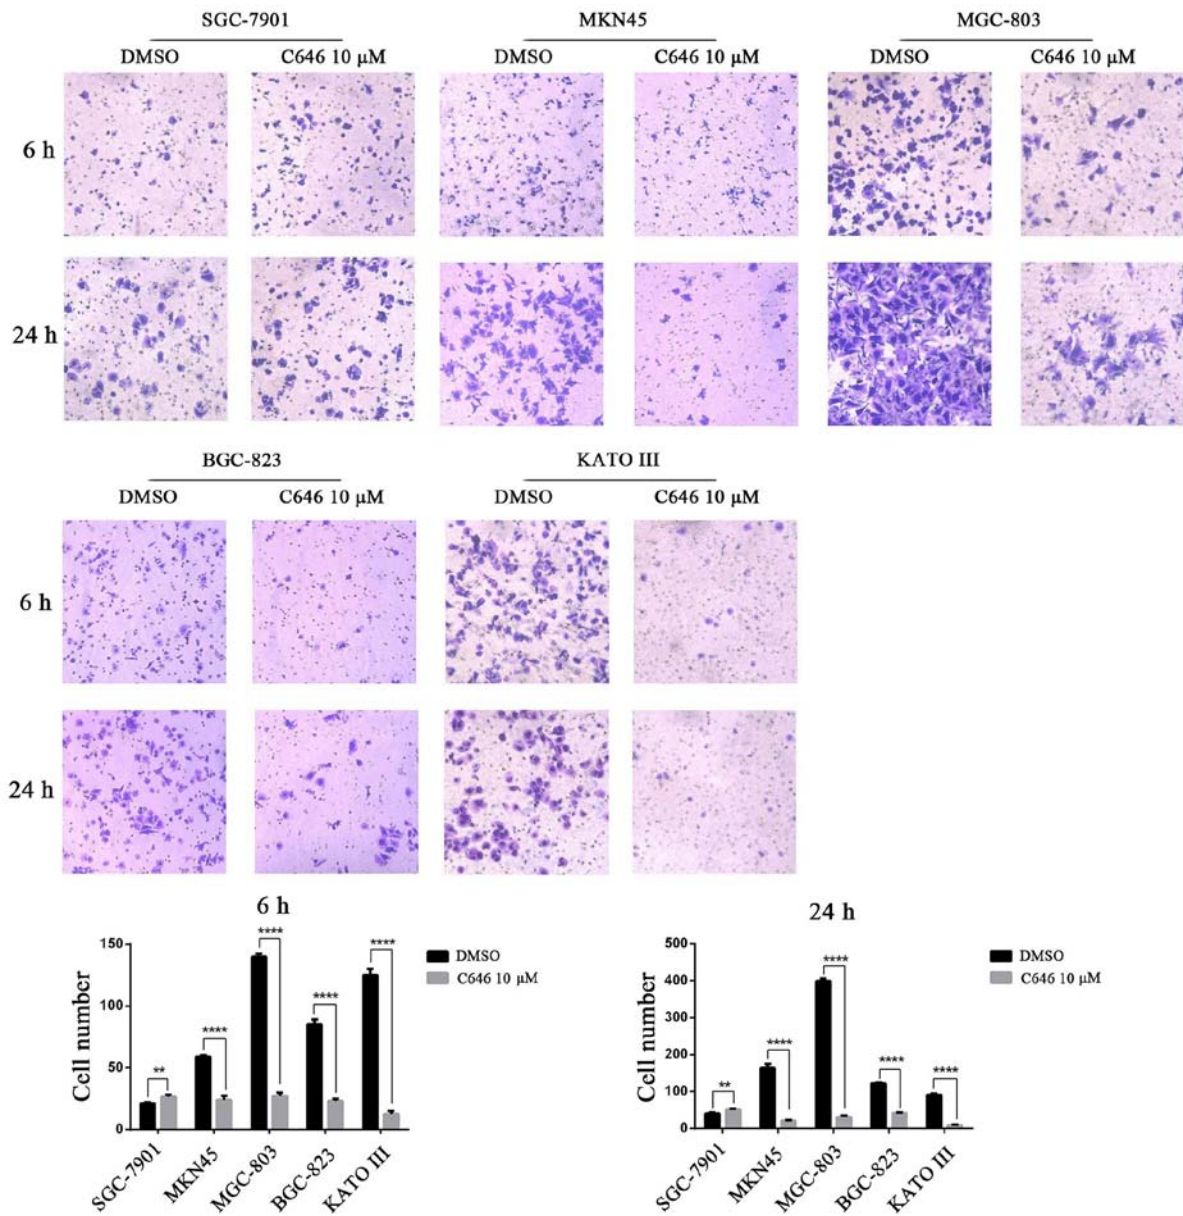 SGC-7901 MKN45 MGC-803
DMSO C646 10 μM DMSO C646 10 μM DMSO C646 10 μM
6 h
24 h
BGC-823 KATO III
DMSO C646 10 μM DMSO C646 10 μM
6 h
24 h
6 h
Cell number
150
100
50
0
**
****
****
****
****
DMSO
C646 10 μM
SGC-7901
MKN45
MGC-803
BGC-823
KATO III
24 h
Cell number
500
400
300
200
100
0
**
****
****
****
****
DMSO
C646 10 μM
SGC-7901
MKN45
MGC-803
BGC-823
KATO III